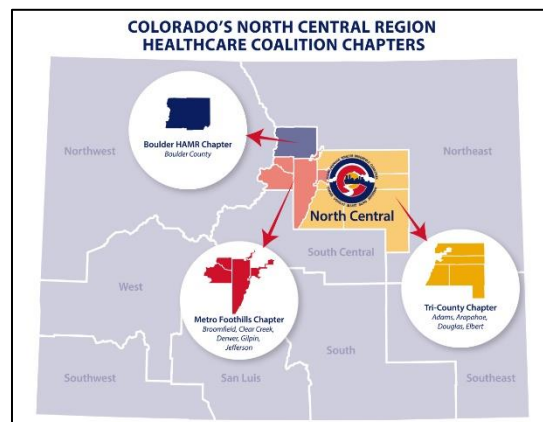 COLORADO'S NORTH CENTRAL REGION
HEALTHCARE COALITION CHAPTERS
Boulder HAMR Chapter
Boulder County
Northwest
Northeast
North Central
South Central
West
Metro Foothills Chapter
Broomfield, Clear Creek,
Denver, Gilpin,
Jefferson
Tri-County Chapter
Adams, Arapahoe,
Douglas, Elbert
South
Southwest
San Luis
Southeast